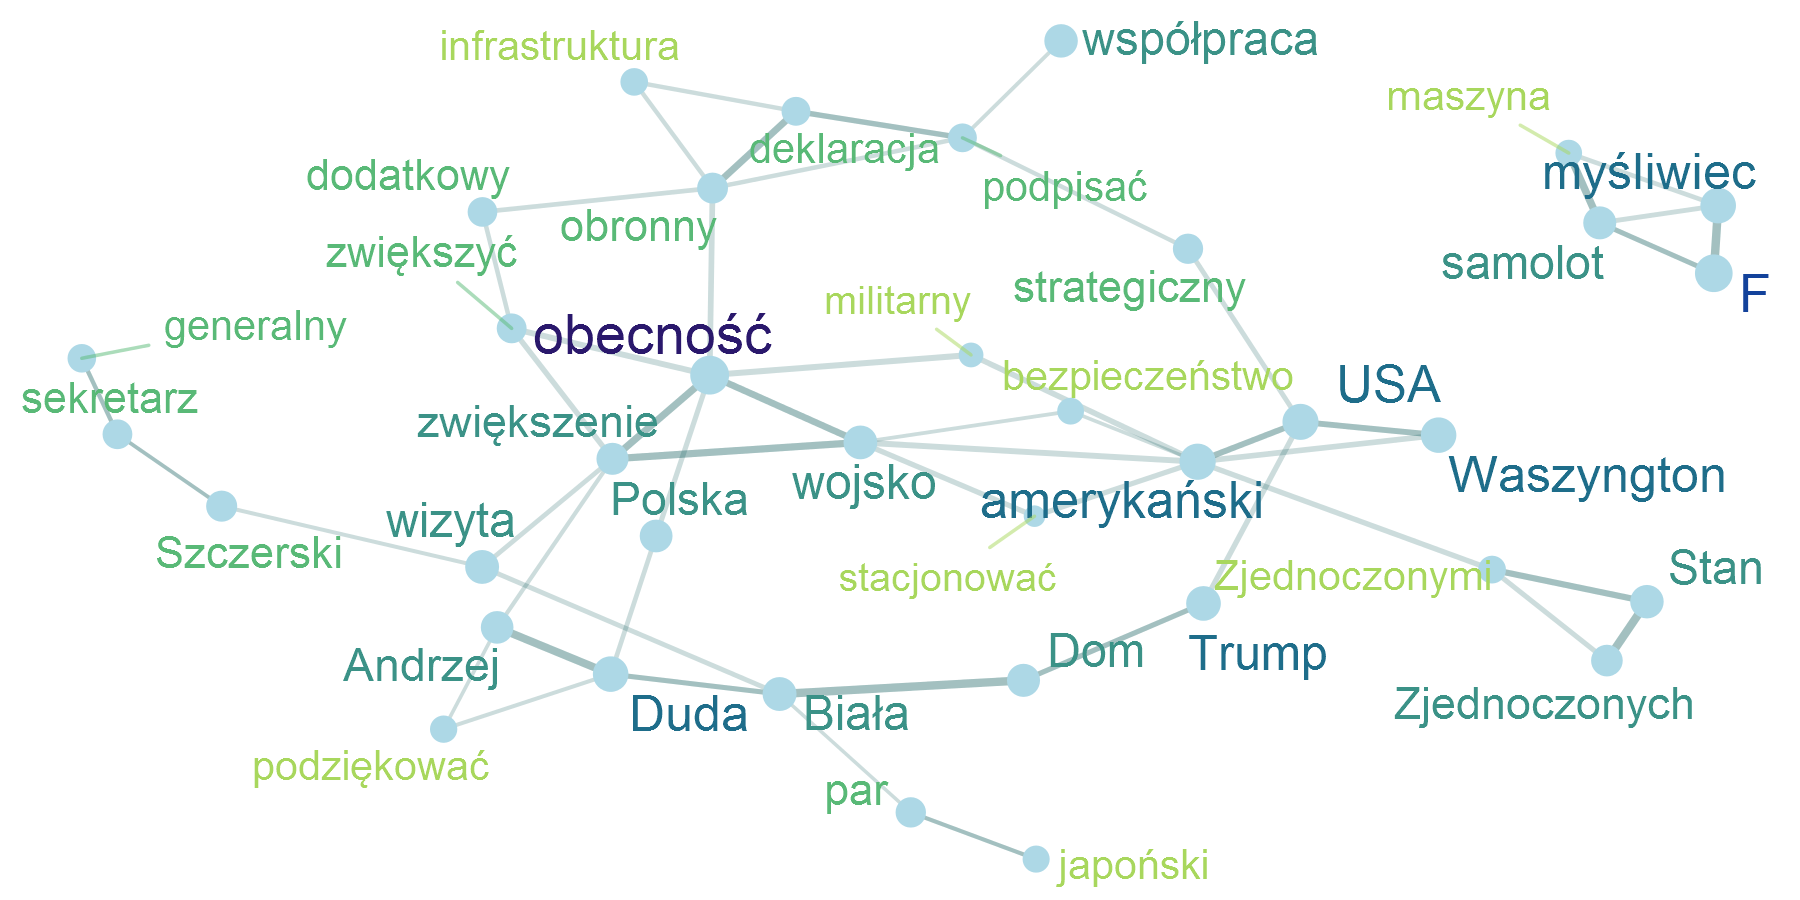 infrastruktura
współpraca
maszyna
deklaracja
dodatkowy
myśliwiec
podpisać
obronny
zwiększyć
samolot
strategiczny
F
militarny
generalny
obecność
bezpieczeństwo
USA
sekretarz
zwiększenie
Waszyngton
wojsko
Polska
amerykański
wizyta
Szczerski
stacjonować
Zjednoczonymi
Stan
Dom
Trump
Andrzej
Zjednoczonych
Duda
Biała
podziękować
par
japoński